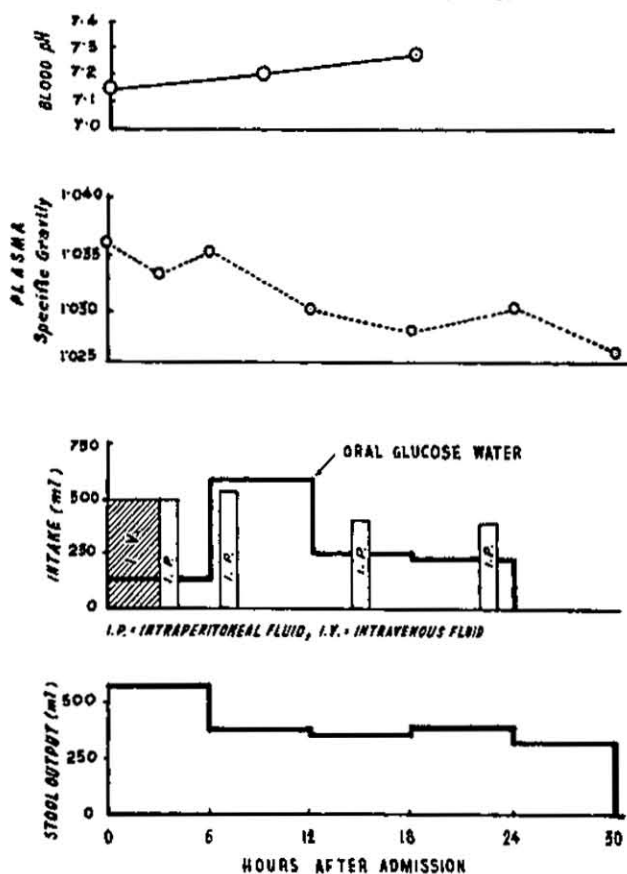 BLOOD pH
7·4
7·3
7·2
7·1
7·0
PLASMA
Specific Gravity
1·040
1·035
1·030
1·025
INTAKE (ml)
750
500
250
0
I.V.
I.P.
I.P.
I.P.
I.P.
ORAL GLUCOSE WATER
I.P. = INTRAPERITONEAL FLUID, I.V. = INTRAVENOUS FLUID
STOOL OUTPUT (ml)
500
250
0
0 6 12 18 24 30
HOURS AFTER ADMISSION